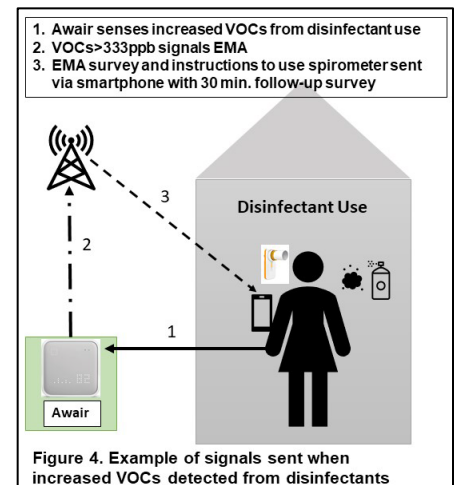 1. Awair senses increased VOCs from disinfectant use
2. VOCs>333ppb signals EMA
3. EMA survey and instructions to use spirometer sent
via smartphone with 30 min. follow-up survey
3
Disinfectant Use
2
1
Awair
Figure 4. Example of signals sent when
increased VOCs detected from disinfectants